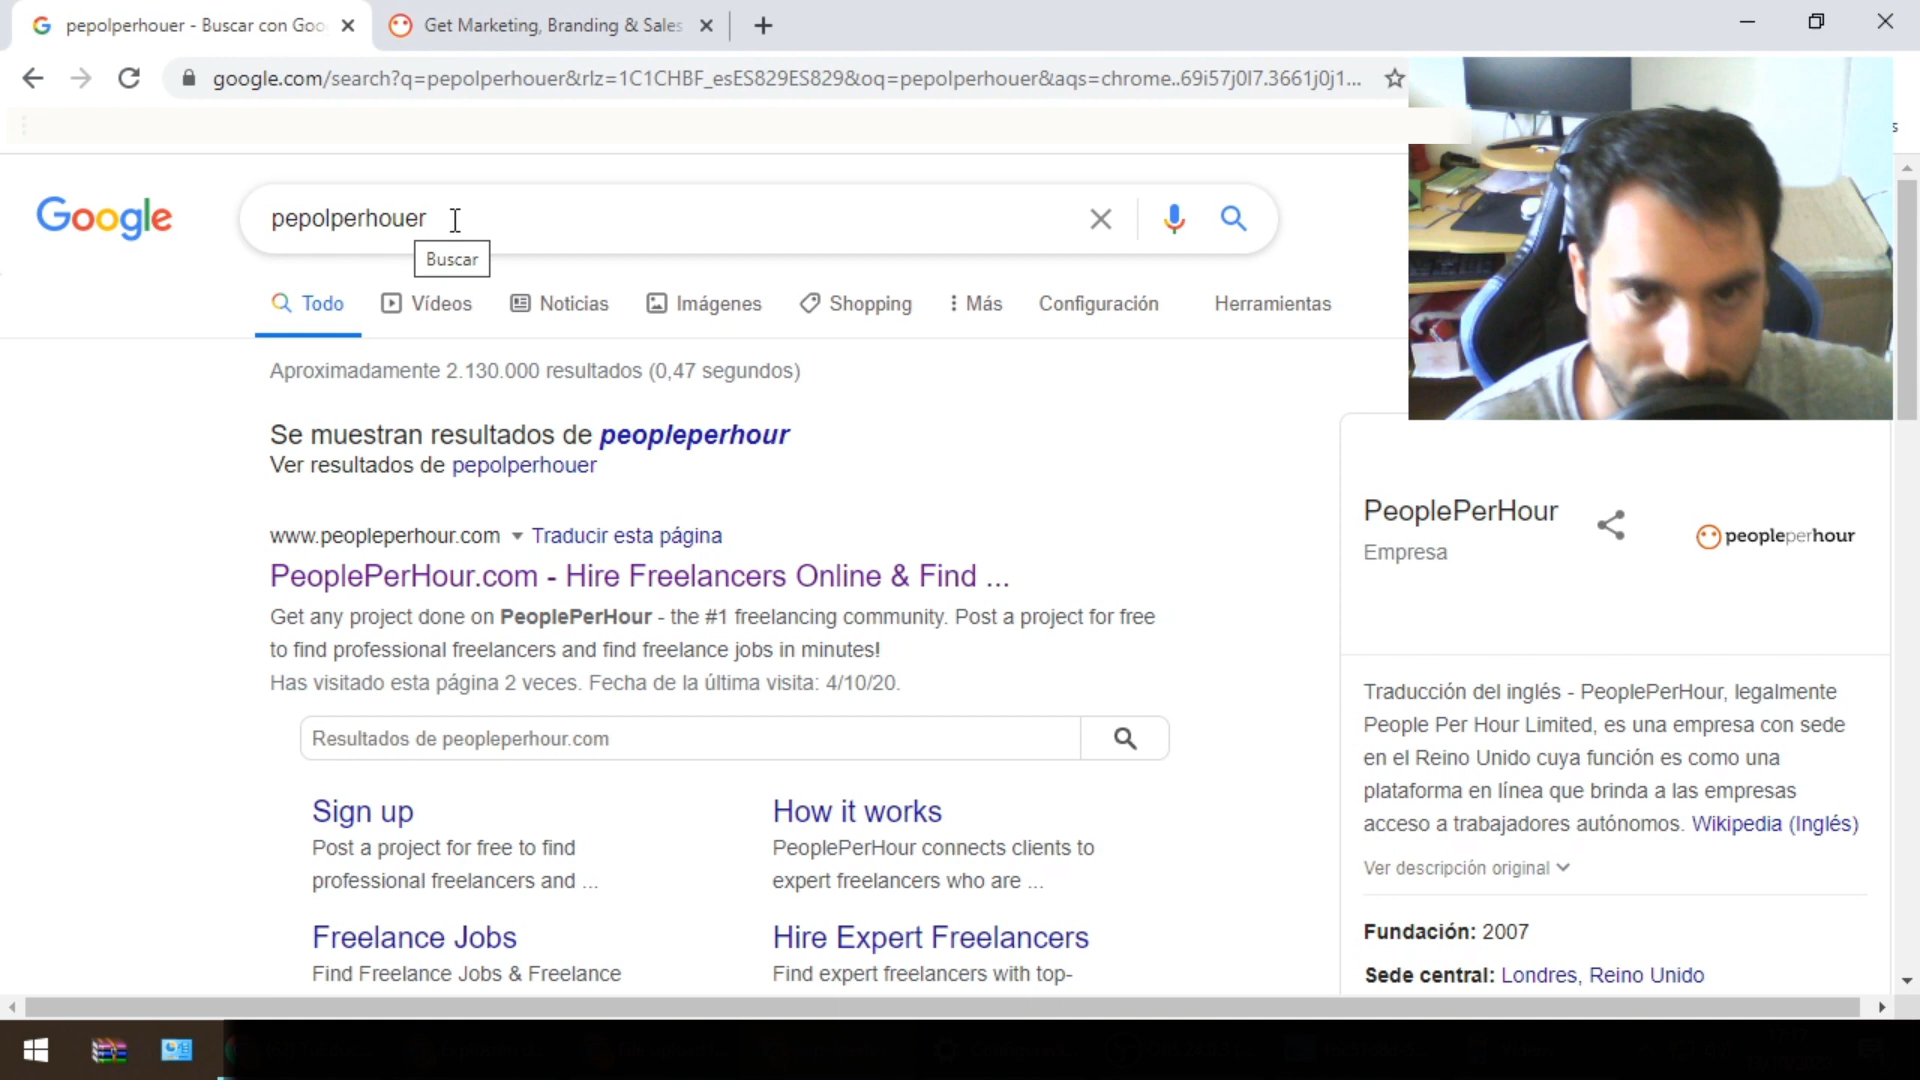 pepolperhouer - Buscar con Goo
Get Marketing, Branding & Sales
google.com/search?q=pepolperhouer&rlz=1C1CHBF_esES829ES829&oq=pepolperhouer&aqs=chrome..69i57j0l7.3661j0j1...
Google
pepolperhouer
Buscar
Todo
Vídeos
Noticias
Imágenes
Shopping
Más
Configuración
Herramientas
Aproximadamente 2.130.000 resultados (0,47 segundos)
Se muestran resultados de peopleperhour
Ver resultados de pepolperhouer
www.peopleperhour.com
Traducir esta página
PeoplePerHour.com - Hire Freelancers Online & Find ...
Get any project done on PeoplePerHour - the #1 freelancing community. Post a project for free
to find professional freelancers and find freelance jobs in minutes!
Has visitado esta página 2 veces. Fecha de la última visita: 4/10/20.
Resultados de peopleperhour.com
Sign up
Post a project for free to find
professional freelancers and ...
How it works
PeoplePerHour connects clients to
expert freelancers who are ...
Freelance Jobs
Find Freelance Jobs & Freelance
Hire Expert Freelancers
Find expert freelancers with top-
PeoplePerHour
Empresa
peopleperhour
Traducción del inglés - PeoplePerHour, legalmente
People Per Hour Limited, es una empresa con sede
en el Reino Unido cuya función es como una
plataforma en línea que brinda a las empresas
acceso a trabajadores autónomos. Wikipedia (Inglés)
Ver descripción original
Fundación: 2007
Sede central: Londres, Reino Unido